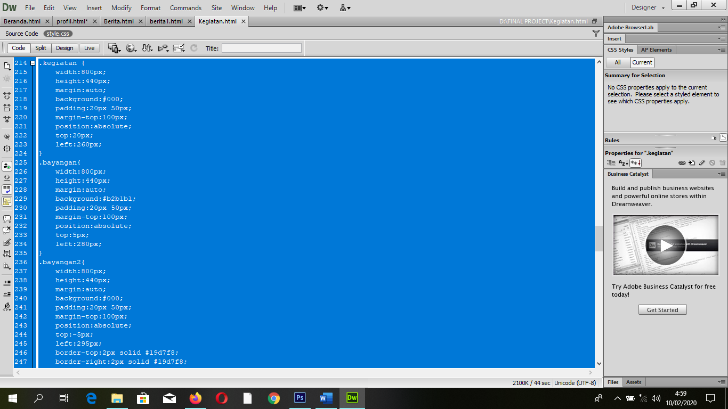 Dw File Edit View Insert Modify Format Commands Site Window Help Designer
Beranda.html × profil.html* × Berita.html × berita1.html × Kegiatan.html × D:\FINAL PROJECT\Kegiatan.html
Source Code style.css
Code Split Design Live Title:
214 .kegiatan {
215 width:800px;
216 height:440px;
217 margin:auto;
218 background:#000;
219 padding:20px 50px;
220 margin-top:100px;
221 position:absolute;
222 top:20px;
223 left:260px;
224 }
225 .bayangan{
226 width:800px;
227 height:440px;
228 margin:auto;
229 background:#b2b1b1;
230 padding:20px 50px;
231 margin-top:100px;
232 position:absolute;
233 top:5px;
234 left:280px;
235 }
236 .bayangan2{
237 width:800px;
238 height:440px;
239 margin:auto;
240 background:#000;
241 padding:20px 50px;
242 margin-top:100px;
243 position:absolute;
244 top:-5px;
245 left:295px;
246 border-top:2px solid #19d7f8;
247 border-right:2px solid #19d7f8;
2100K / 44 sec Unicode (UTF-8)
Adobe BrowserLab
Insert
CSS Styles AP Elements
All Current
Summary for Selection
No CSS properties apply to the current
selection. Please select a styled element to
see which CSS properties apply.
Rules
Properties for ".kegiatan"
Business Catalyst
Build and publish business websites
and powerful online stores within
Dreamweaver.
Try Adobe Business Catalyst for free
today!
Get Started
Files Assets
Ps Dw
4:59
10/02/2020